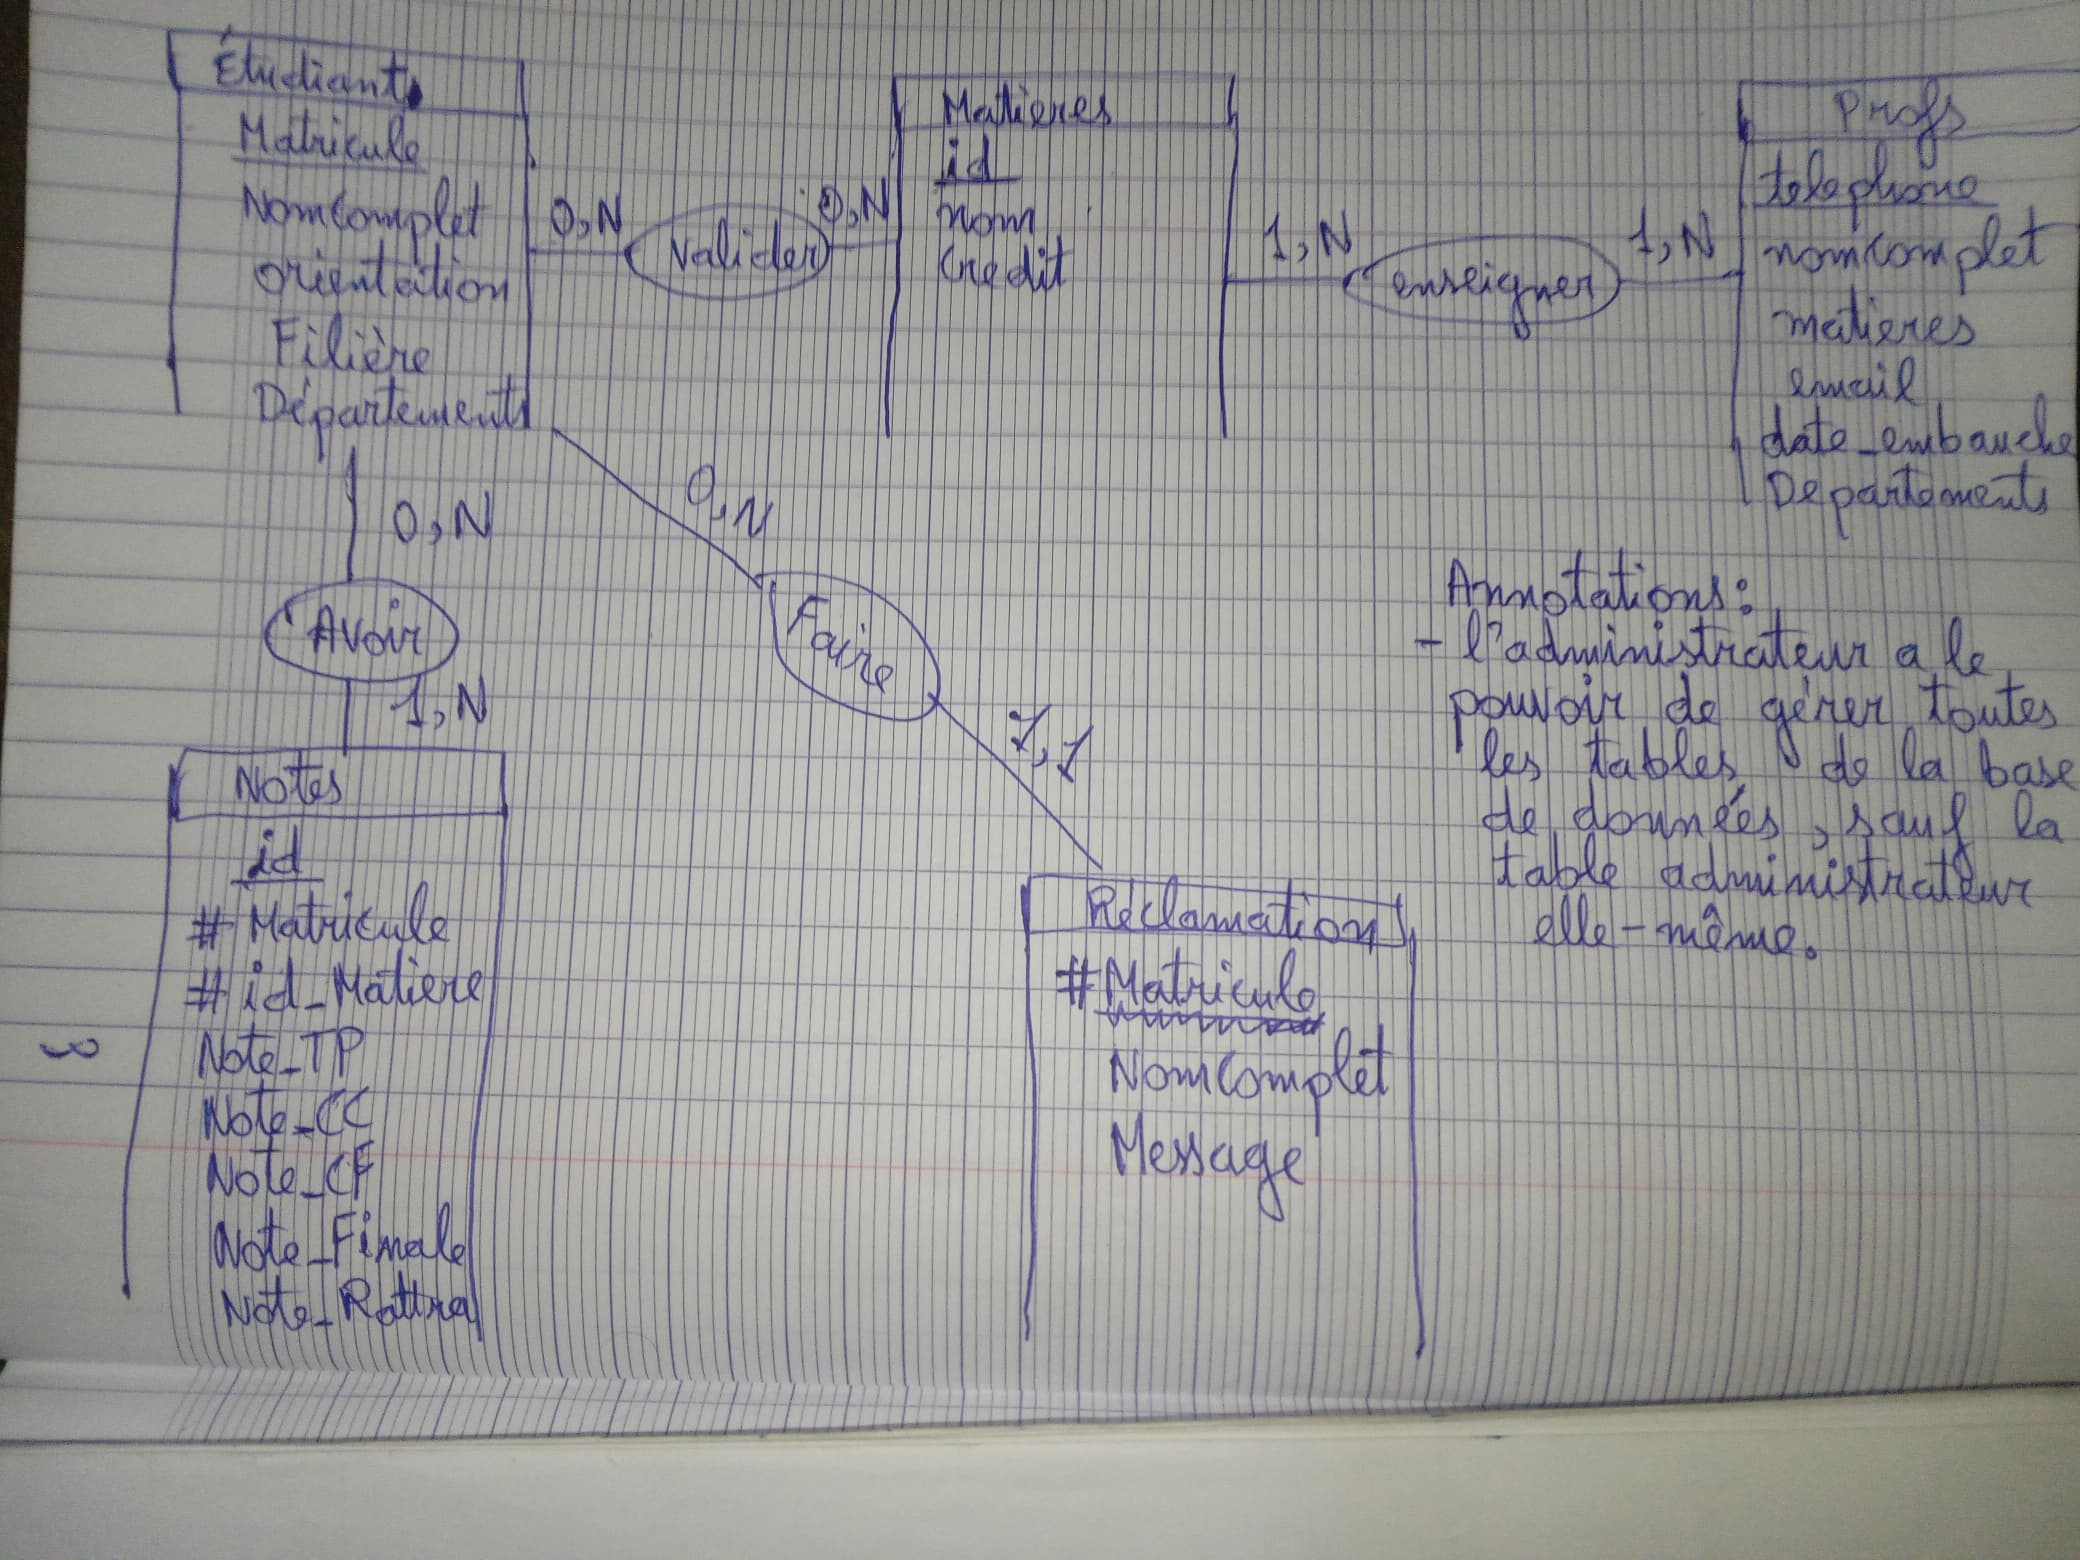 Étudiant
Matricule
NomComplet
orientation
Filière
Département
0,N
valider
0,N
Matieres
id
nom
Credit
1,N
enseigner
1,N
Profs
telephone
nomcomplet
matieres
email
date_embauche
Departements
0,N
Avoir
1,N
0,N
Faire
1,1
Notes
id
# Matricule
# id_Matiere
Note_TP
Note_CC
Note_CF
Note_Finale
Note_Rattra
Réclamation
# Matricule
NomComplet
Message
Annotations:
- l'administrateur a le
pouvoir de gérer toutes
les tables de la base
de données, sauf la
table administrateur
elle-même.